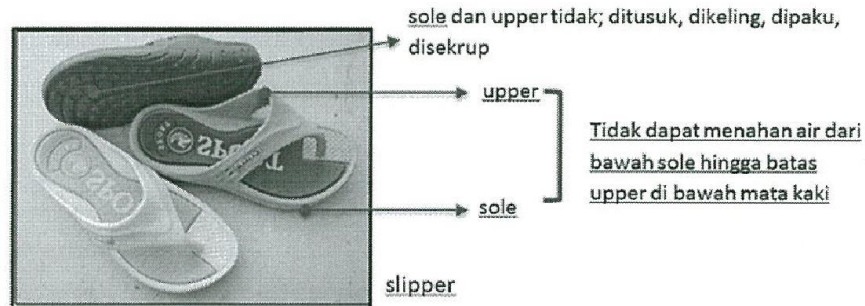 sole dan upper tidak; ditusuk, dikeling, dipaku,
disekrup
upper
Tidak dapat menahan air dari
bawah sole hingga batas
upper di bawah mata kaki
sole
slipper